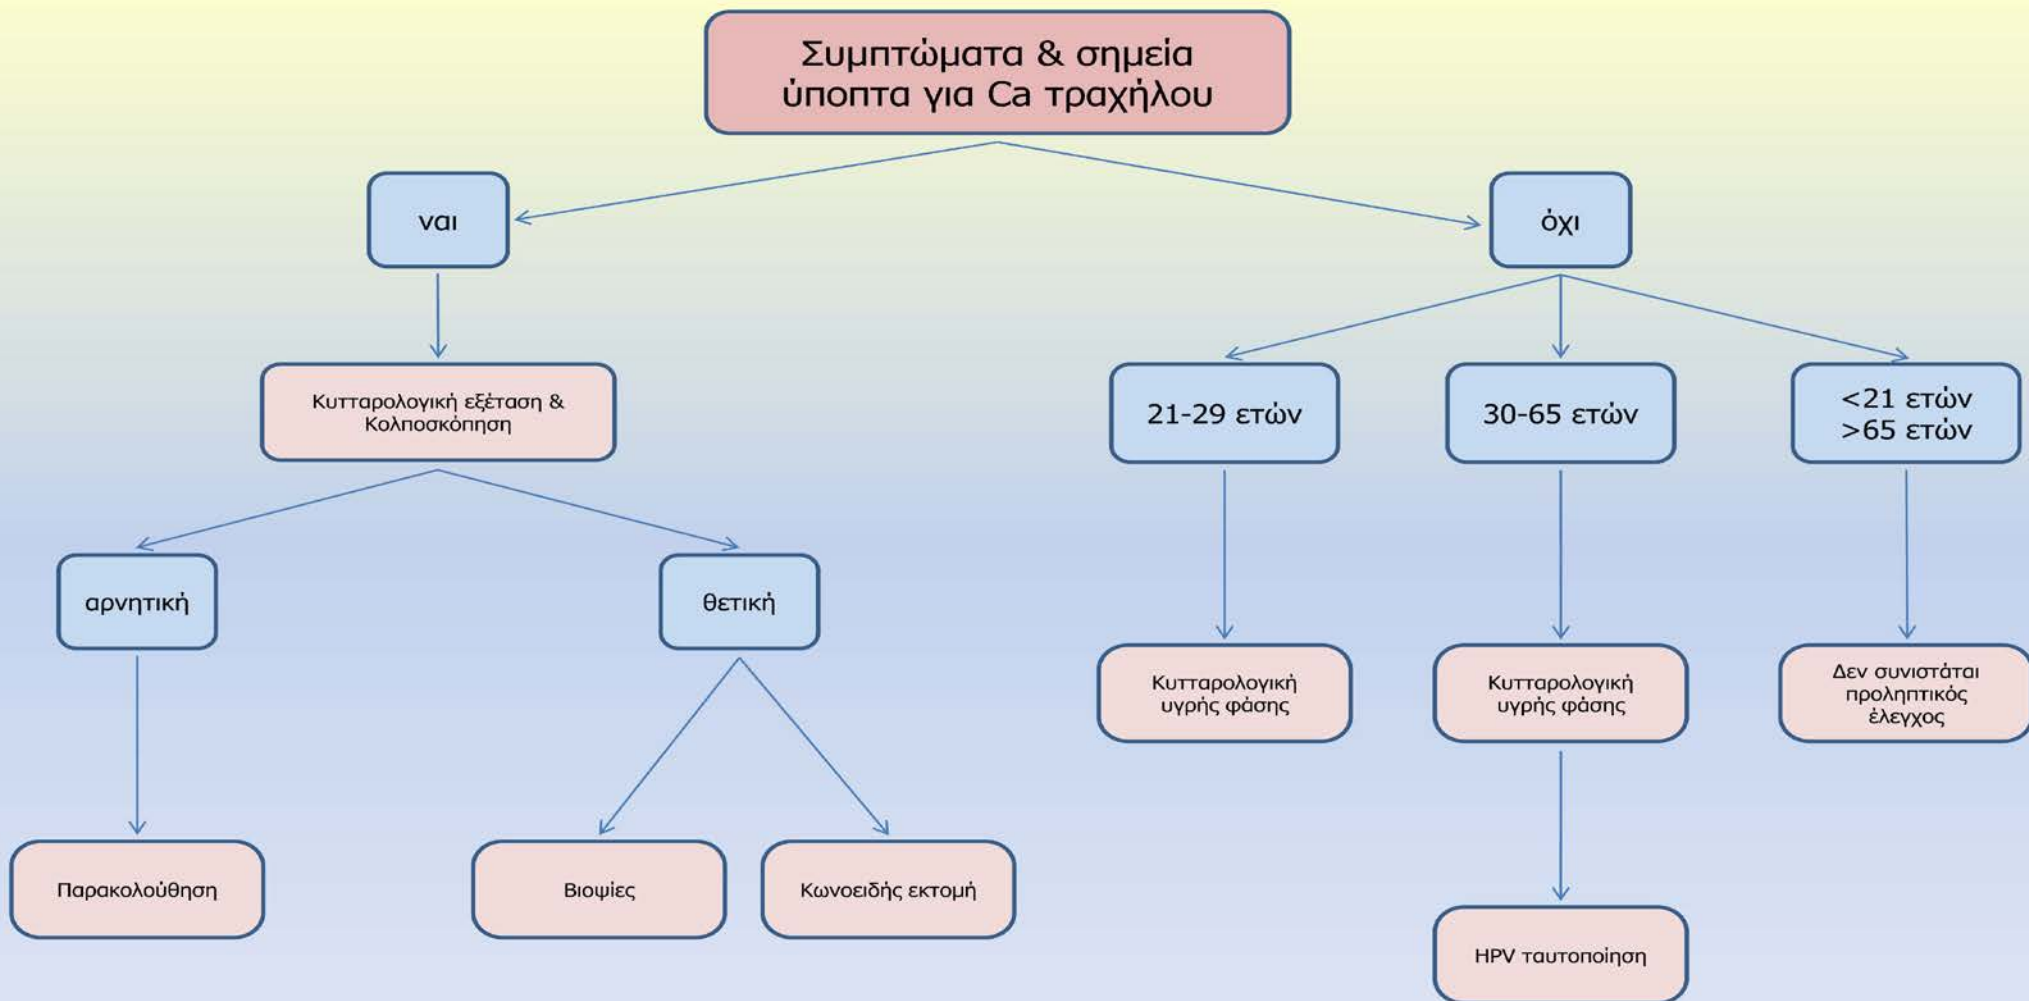 Συμπτώματα & σημεία
ύποπτα για Ca τραχήλου
ναι
όχι
Κυτταρολογική εξέταση &
Κολποσκόπηση
21-29 ετών
30-65 ετών
<21 ετών
>65 ετών
αρνητική
θετική
Κυτταρολογική
υγρής φάσης
Κυτταρολογική
υγρής φάσης
Δεν συνιστάται
προληπτικός
έλεγχος
Παρακολούθηση
Βιοψίες
Κωνοειδής εκτομή
HPV ταυτοποίηση